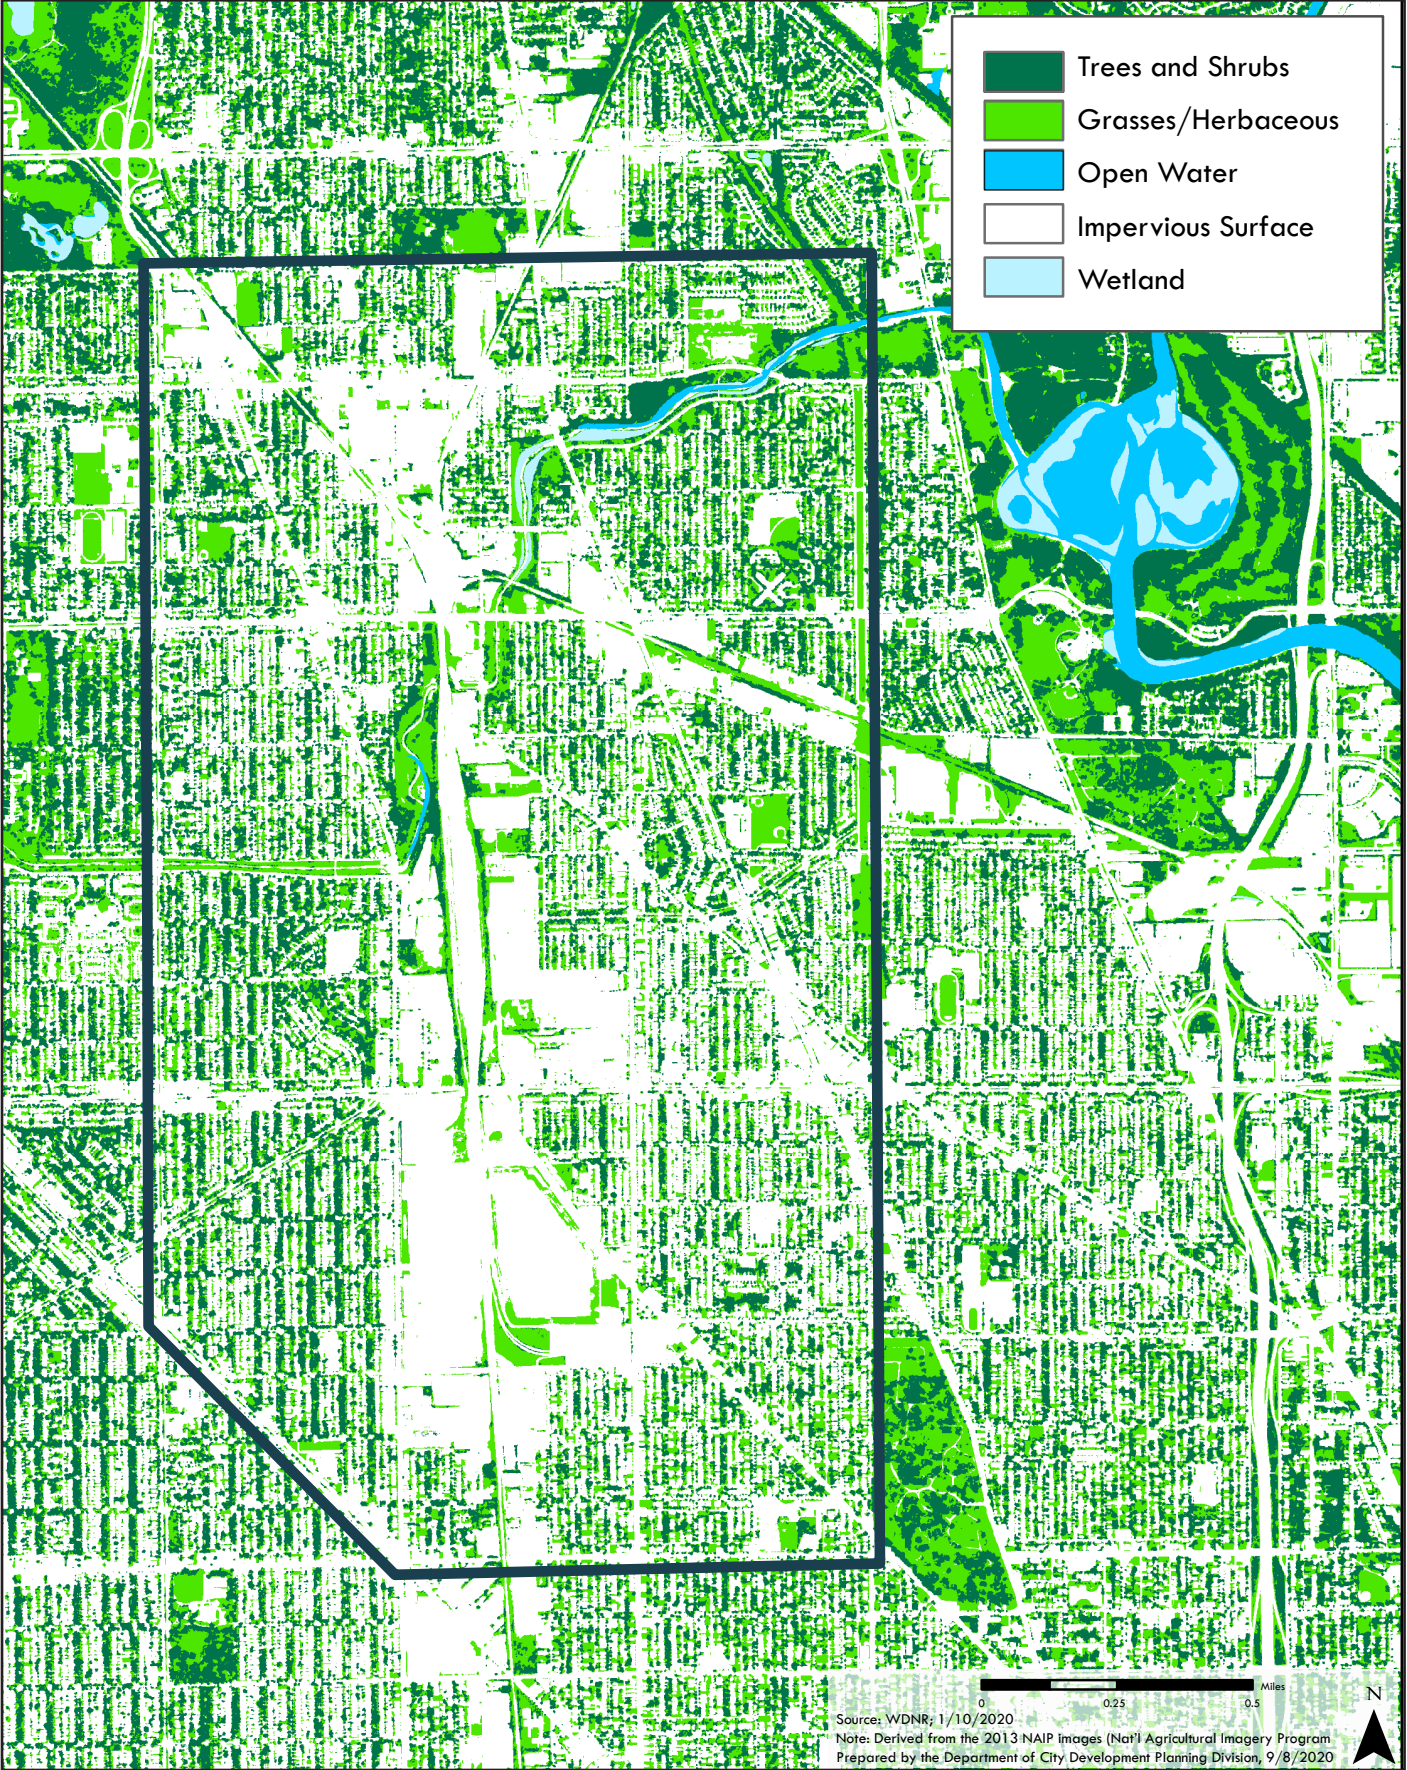 Trees and Shrubs
Grasses/Herbaceous
Open Water
Impervious Surface
Wetland
Miles
0 0.25 0.5
N
Source: WDNR; 1/10/2020
Note: Derived from the 2013 NAIP images (Nat'l Agricultural Imagery Program
Prepared by the Department of City Development Planning Division, 9/8/2020